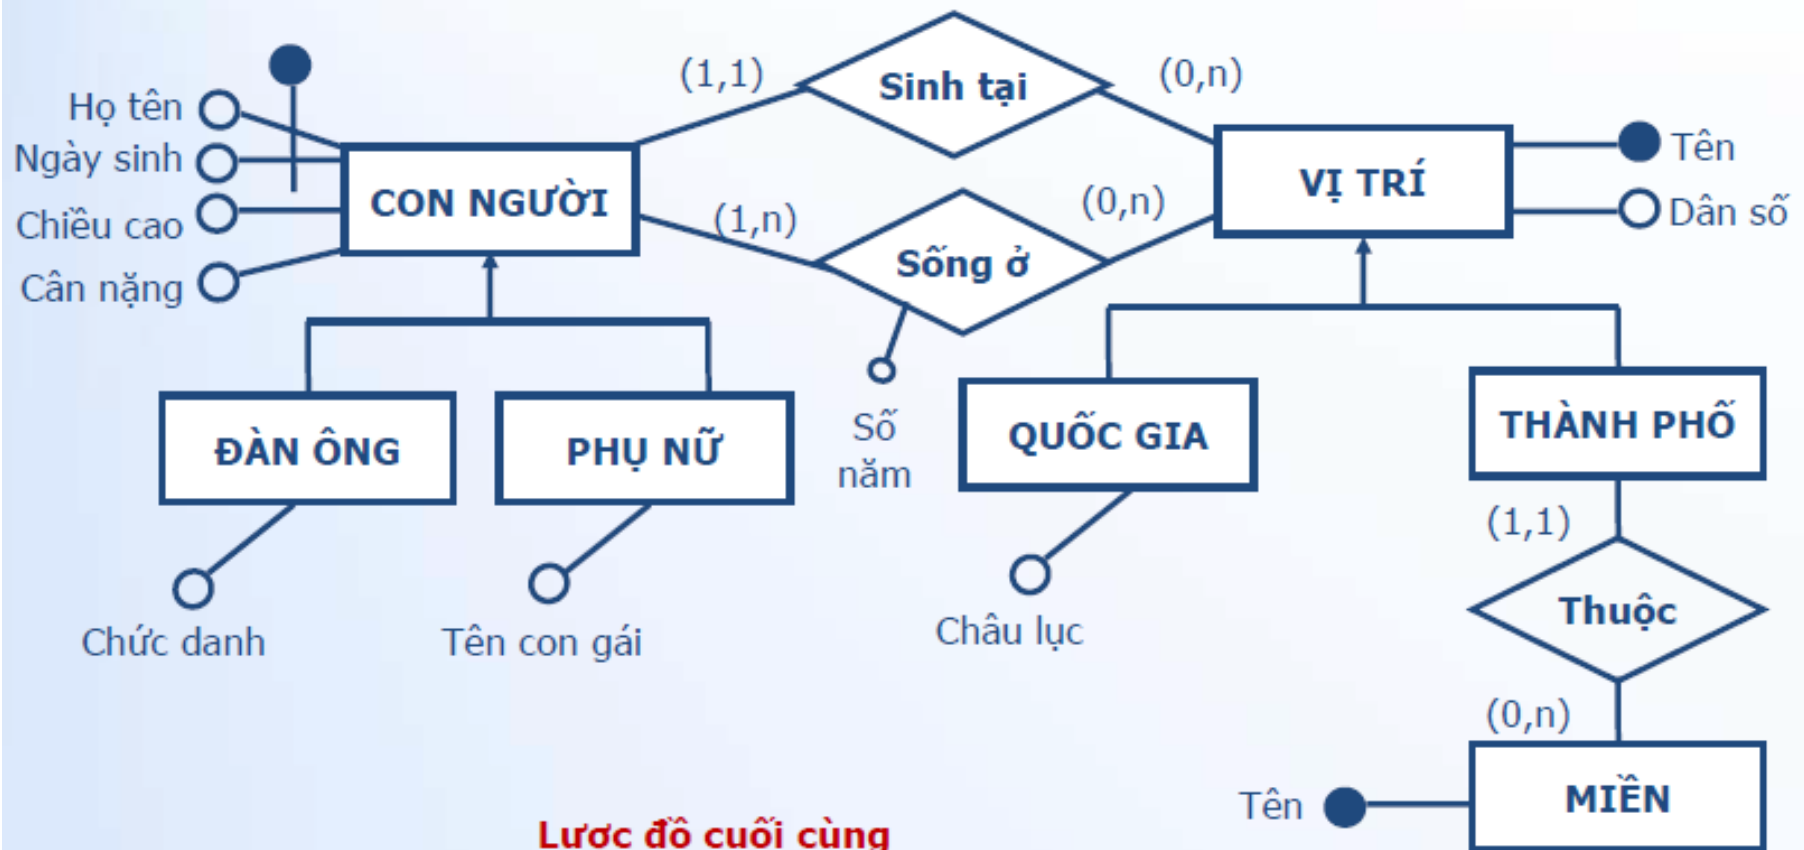 Họ tên
Ngày sinh
Chiều cao
Cân nặng
CON NGƯỜI
(1,1)
Sinh tại
(0,n)
(1,n)
Sống ở
(0,n)
VỊ TRÍ
Tên
Dân số
ĐÀN ÔNG
PHỤ NỮ
Số
năm
QUỐC GIA
THÀNH PHỐ
Chức danh
Tên con gái
Châu lục
(1,1)
Thuộc
(0,n)
Tên
MIỀN
Lược đồ cuối cùng